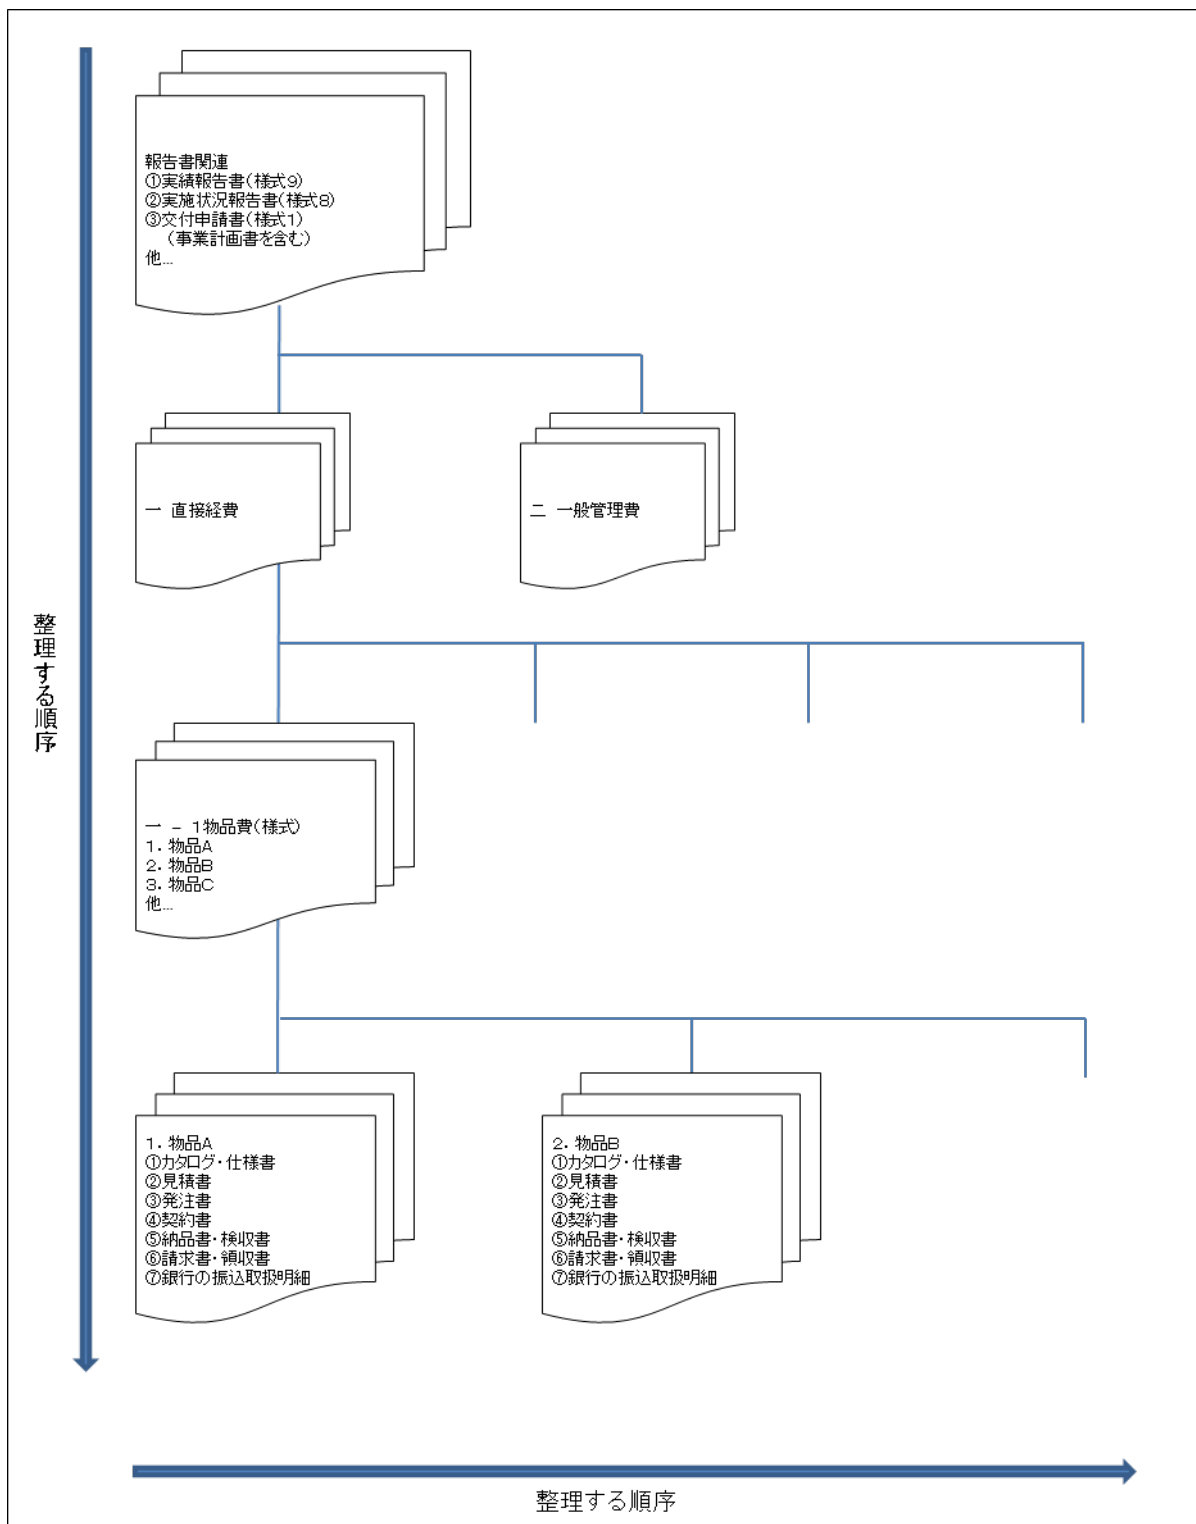 報告書関連
①実績報告書(様式9)
②実施状況報告書(様式8)
③交付申請書(様式1)
(事業計画書を含む)
他…
一 直接経費
二 一般管理費
整理する順序
一 - 1物品費(様式)
1. 物品A
2. 物品B
3. 物品C
他…
1. 物品A
①カタログ・仕様書
②見積書
③発注書
④契約書
⑤納品書・検収書
⑥請求書・領収書
⑦銀行の振込取扱明細
2. 物品B
①カタログ・仕様書
②見積書
③発注書
④契約書
⑤納品書・検収書
⑥請求書・領収書
⑦銀行の振込取扱明細
整理する順序